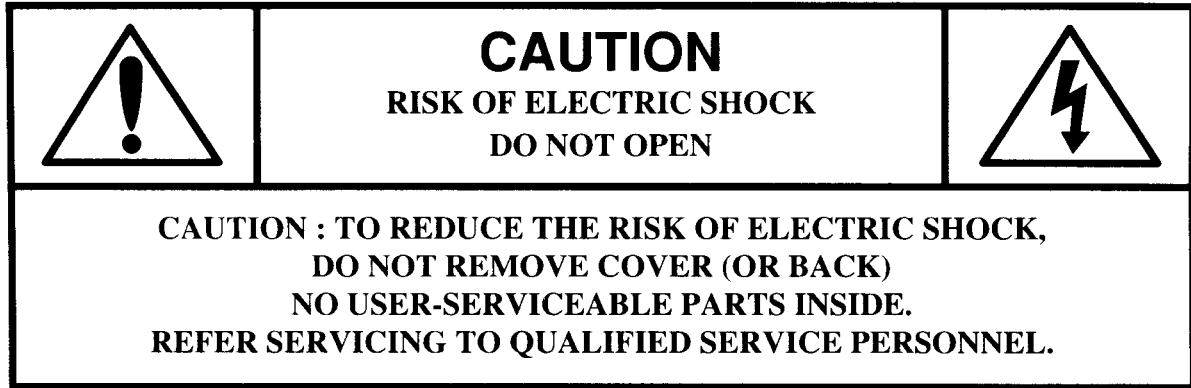 CAUTION
RISK OF ELECTRIC SHOCK
DO NOT OPEN
CAUTION : TO REDUCE THE RISK OF ELECTRIC SHOCK,
DO NOT REMOVE COVER (OR BACK)
NO USER-SERVICEABLE PARTS INSIDE.
REFER SERVICING TO QUALIFIED SERVICE PERSONNEL.